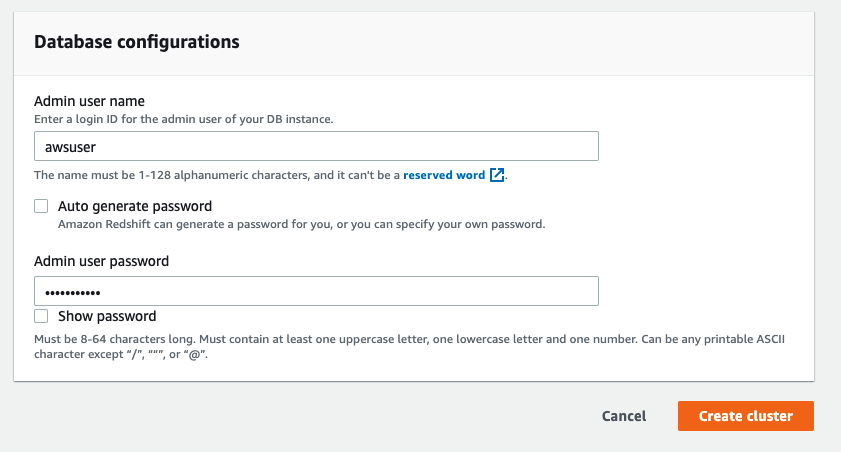 Database configurations
Admin user name
Enter a login ID for the admin user of your DB instance.
awsuser
The name must be 1-128 alphanumeric characters, and it can't be a reserved word.
Auto generate password
Amazon Redshift can generate a password for you, or you can specify your own password.
Admin user password
•••••••••••
Show password
Must be 8-64 characters long. Must contain at least one uppercase letter, one lowercase letter and one number. Can be any printable ASCII
character except “/”, “"”, or “@”.
Cancel
Create cluster